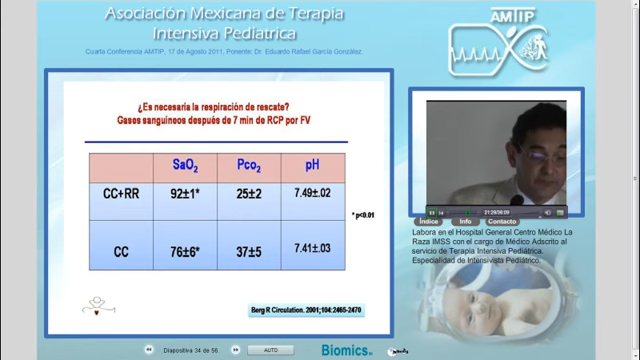 Asociación Mexicana de Terapia
Intensiva Pediatrica
Cuarta Conferencia AMTIP, 17 de Agosto 2011, Ponente: Dr. Eduardo Rafael García González.
AMTIP
¿Es necesaria la respiración de rescate?
Gases sanguineos después de 7 min de RCP por FV
SaO2 Pco2 pH
CC+RR 92±1* 25±2 7.49±.02
* p<0.01
CC 76±6* 37±5 7.41±.03
Berg R Circulation. 2001;104:2465-2470
Índice Info Contacto
Labora en el Hospital General Centro Médico La
Raza IMSS con el cargo de Médico Adscrito al
servicio de Terapia Intensiva Pediátrica.
Especialidad de Intensivista Pediátrico.
Diapositiva 34 de 56.
AUTO
Biomics